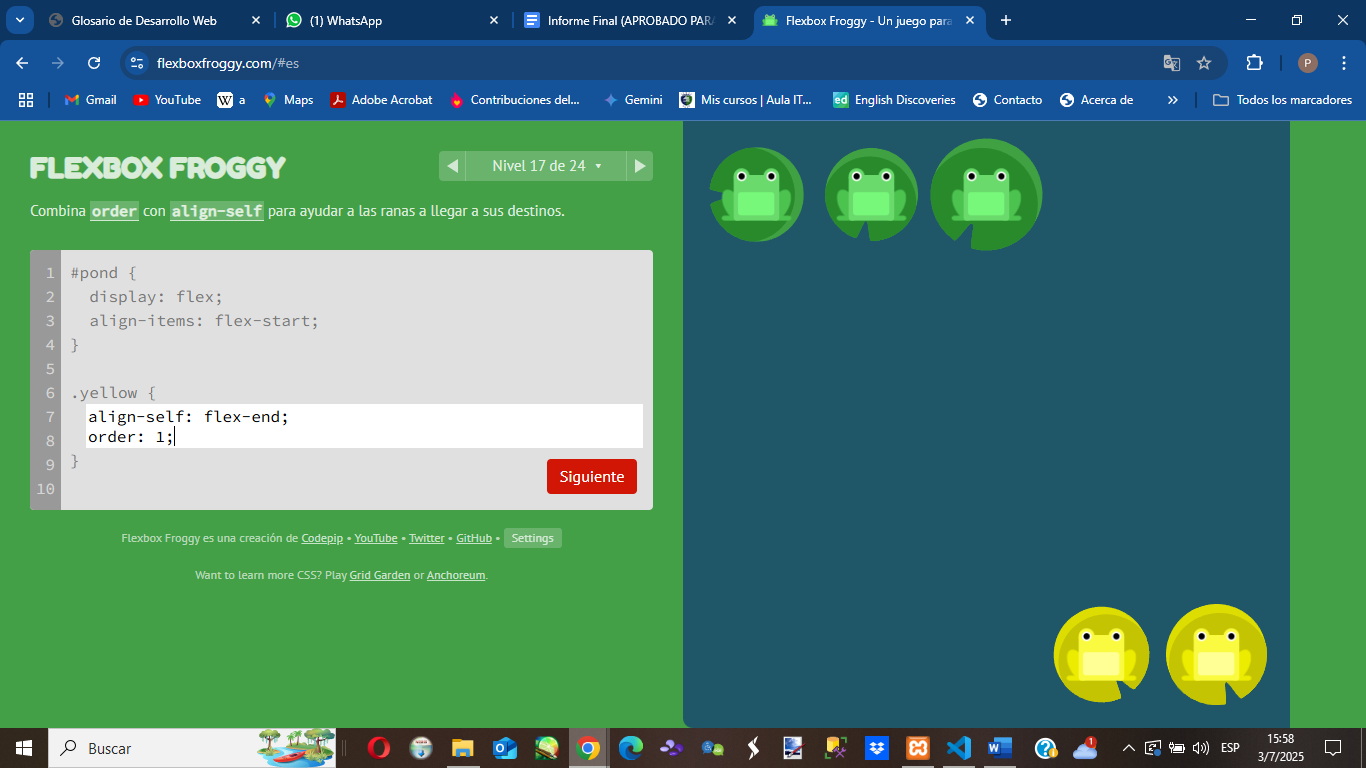 Glosario de Desarrollo Web
(1) WhatsApp
Informe Final (APROBADO PARA
Flexbox Froggy - Un juego para
flexboxfroggy.com/#es
P
Gmail
YouTube
W a
Maps
Adobe Acrobat
Contribuciones del...
Gemini
Mis cursos | Aula IT...
ed English Discoveries
Contacto
Acerca de
»
Todos los marcadores
FLEXBOX FROGGY
Nivel 17 de 24
Combina order con align-self para ayudar a las ranas a llegar a sus destinos.
1 #pond {
2 display: flex;
3 align-items: flex-start;
4 }
5
6 .yellow {
7 align-self: flex-end;
8 order: 1;
9 }
10
Siguiente
Flexbox Froggy es una creación de Codepip • YouTube • Twitter • GitHub • Settings
Want to learn more CSS? Play Grid Garden or Anchoreum.
Buscar
1
ESP
15:58
3/7/2025